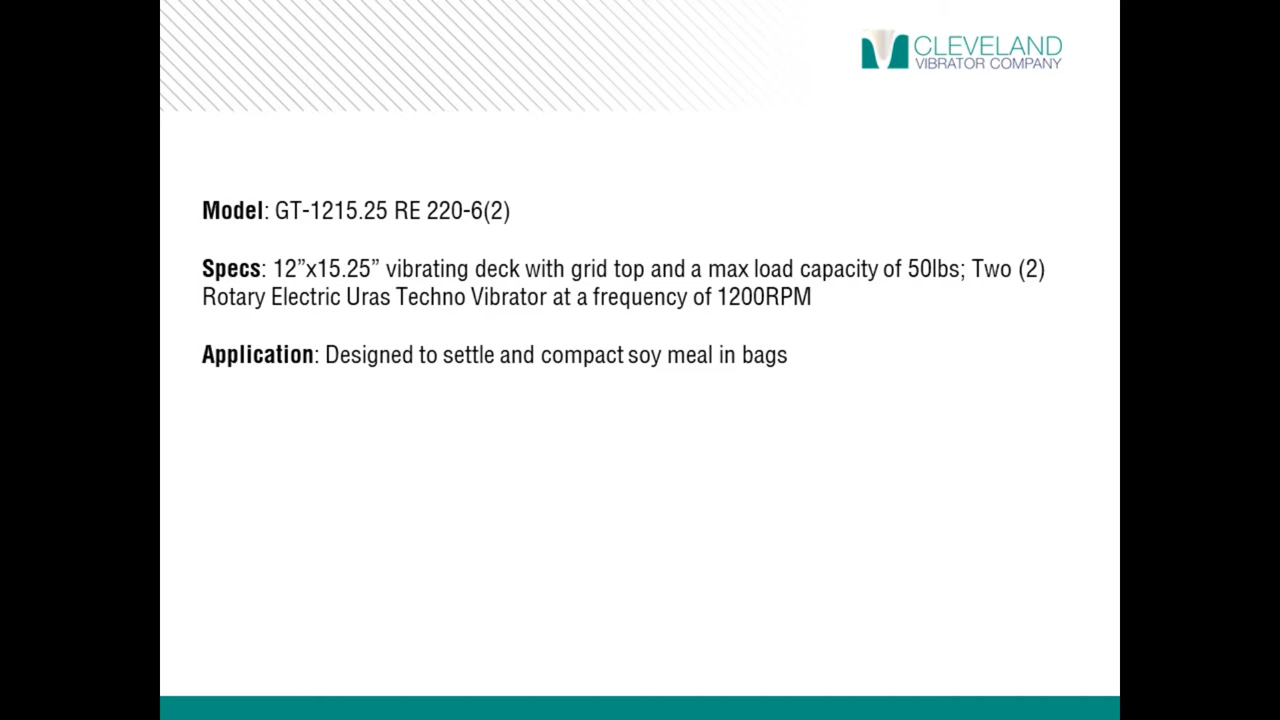 CLEVELAND
VIBRATOR COMPANY
Model: GT-1215.25 RE 220-6(2)
Specs: 12”x15.25” vibrating deck with grid top and a max load capacity of 50lbs; Two (2)
Rotary Electric Uras Techno Vibrator at a frequency of 1200RPM
Application: Designed to settle and compact soy meal in bags